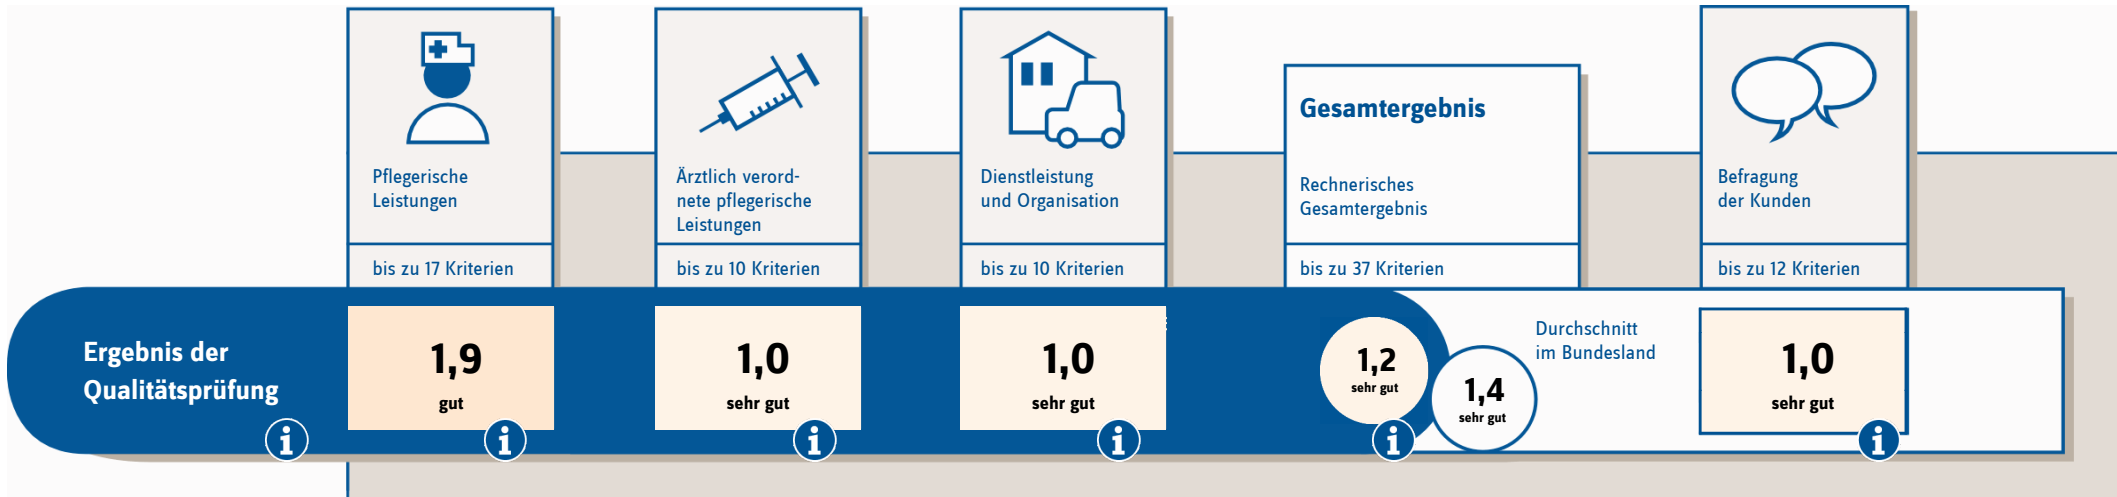 Pflegerische
Leistungen
bis zu 17 Kriterien
Ärztlich verord-
nete pflegerische
Leistungen
bis zu 10 Kriterien
Dienstleistung
und Organisation
bis zu 10 Kriterien
Gesamtergebnis
Rechnerisches
Gesamtergebnis
bis zu 37 Kriterien
Befragung
der Kunden
bis zu 12 Kriterien
Ergebnis der
Qualitätsprüfung
i
1,9
gut
i
1,0
sehr gut
i
1,0
sehr gut
i
1,2
sehr gut
i
1,4
sehr gut
Durchschnitt
im Bundesland
1,0
sehr gut
i